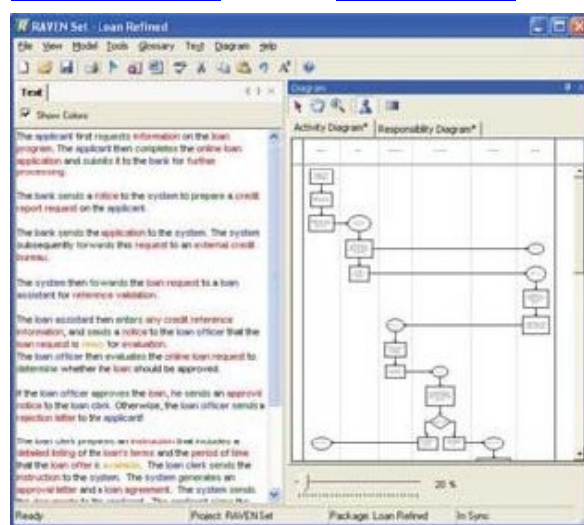 RAVEN Set - Loan Refined
File View Model Tools Glossary Text Diagram Help
Text
Diagram
Show Colors
Activity Diagram* Responsibility Diagram*
The applicant first requests information on the loan
program. The applicant then completes the online loan
application and submits it to the bank for further
processing.
The bank sends a notice to the system to prepare a credit
report request on the applicant.
The bank sends the application to the system. The system
subsequently forwards this request to an external credit
bureau.
The system then forwards the loan request to a loan
assistant for reference validation.
The loan assistant then enters any credit reference
information, and sends a notice to the loan officer that the
loan request is ready for evaluation.
The loan officer then evaluates the online loan request to
determine whether the loan should be approved.
If the loan officer approves the loan, he sends an approval
notice to the loan clerk. Otherwise, the loan officer sends a
rejection letter to the applicant!
The loan clerk prepares an instruction that includes a
detailed listing of the loan's terms and the period of time
that the loan offer is available. The loan clerk sends the
instruction to the system. The system generates an
approval letter and a loan agreement. The system sends
20 %
Ready Project: RAVEN Set Package: Loan Refined In Sync